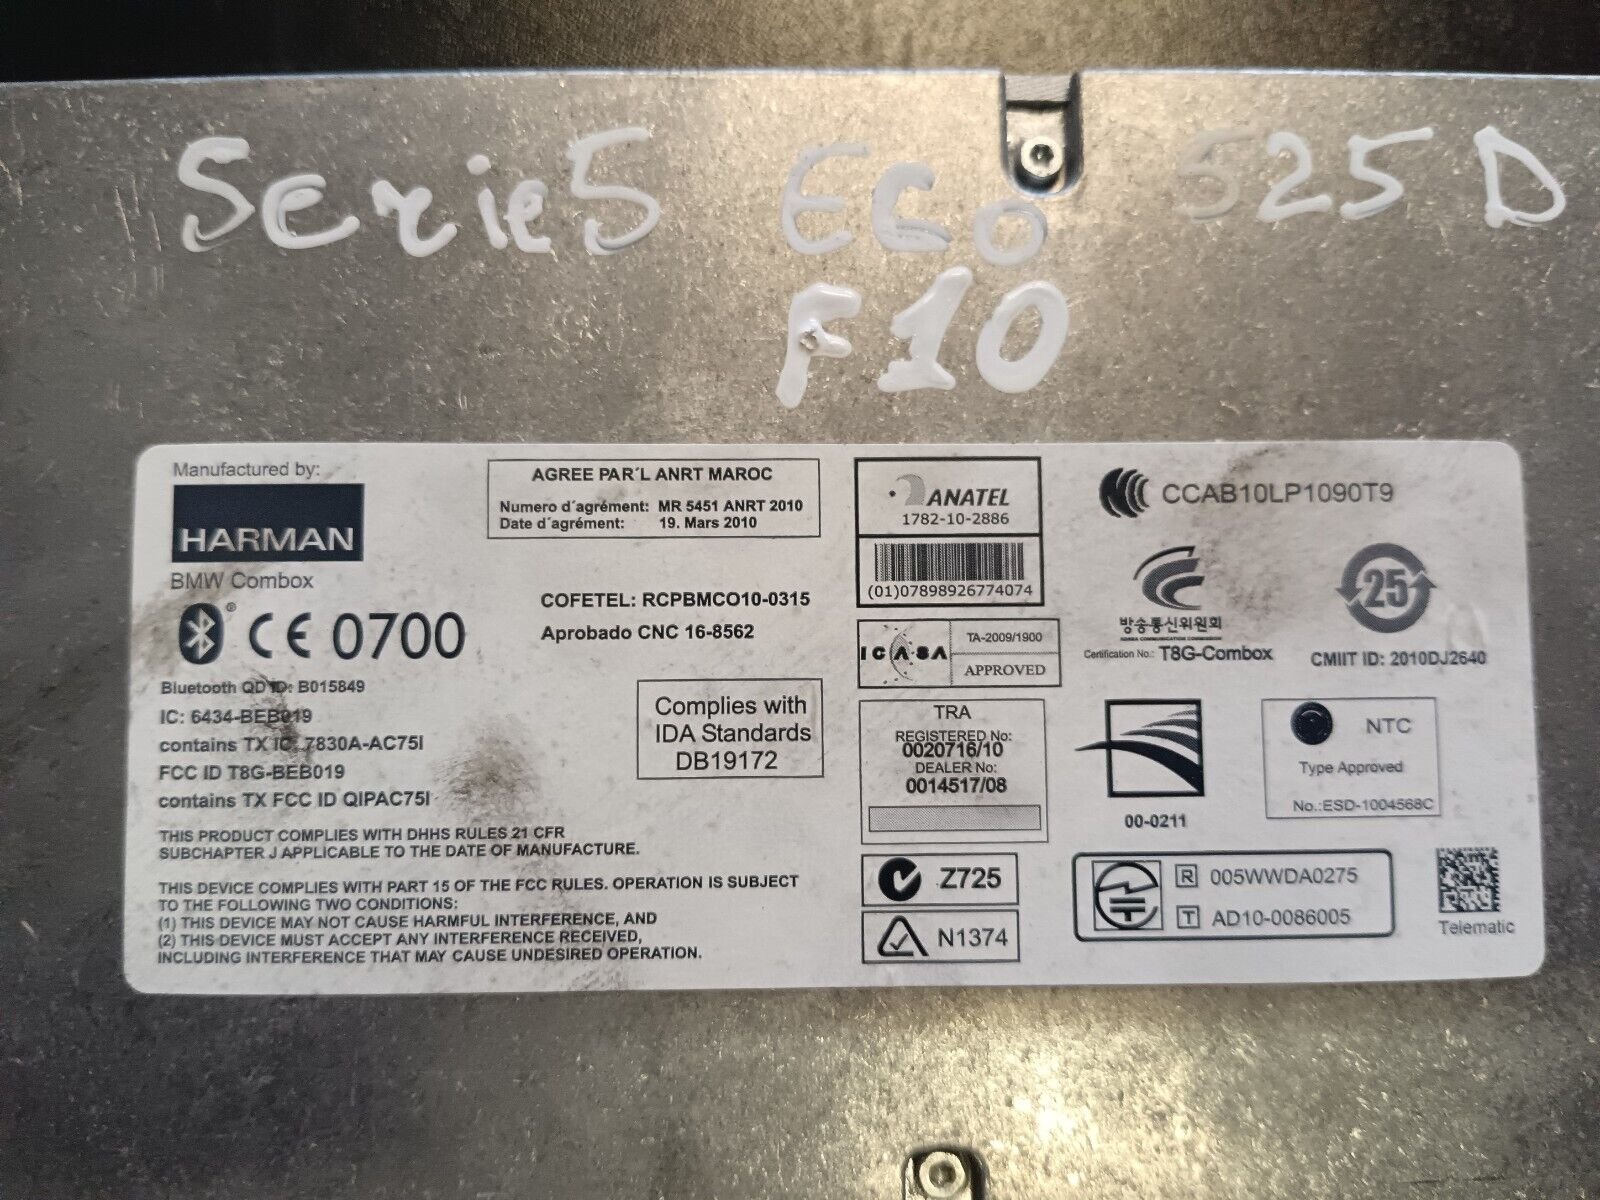 Serie5 ECo 525 D
F10
Manufactured by:
HARMAN
BMW Combox
® CE 0700
Bluetooth QD ID: B015849
IC: 6434-BEB019
contains TX IC: 7830A-AC75I
FCC ID T8G-BEB019
contains TX FCC ID QIPAC75I
THIS PRODUCT COMPLIES WITH DHHS RULES 21 CFR
SUBCHAPTER J APPLICABLE TO THE DATE OF MANUFACTURE.
THIS DEVICE COMPLIES WITH PART 15 OF THE FCC RULES. OPERATION IS SUBJECT
TO THE FOLLOWING TWO CONDITIONS:
(1) THIS DEVICE MAY NOT CAUSE HARMFUL INTERFERENCE, AND
(2) THIS DEVICE MUST ACCEPT ANY INTERFERENCE RECEIVED,
INCLUDING INTERFERENCE THAT MAY CAUSE UNDESIRED OPERATION.
AGREE PAR´L ANRT MAROC
Numero d´agrément: MR 5451 ANRT 2010
Date d´agrément: 19. Mars 2010
COFETEL: RCPBMCO10-0315
Aprobado CNC 16-8562
Complies with
IDA Standards
DB19172
ANATEL
1782-10-2886
(01)07898926774074
ICASA
TA-2009/1900
APPROVED
TRA
REGISTERED No:
0020716/10
DEALER No:
0014517/08
Z725
N1374
CCAB10LP1090T9
방송통신위원회
KOREA COMMUNICATIONS COMMISSION
Certification No.: T8G-Combox
25
CMIIT ID: 2010DJ2640
00-0211
NTC
Type Approved
No.:ESD-1004568C
R 005WWDA0275
T AD10-0086005
Telematic